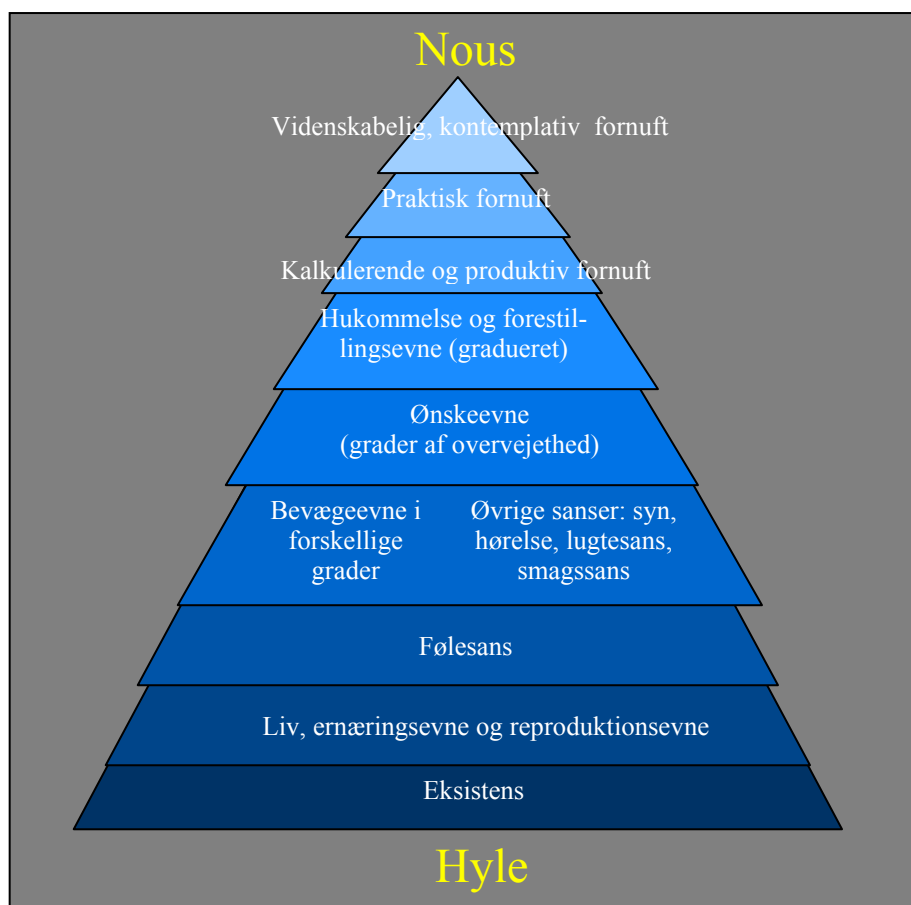 Nous
Videnskabelig, kontemplativ fornuft
Praktisk fornuft
Kalkulerende og produktiv fornuft
Hukommelse og forestil-
lingsevne (gradueret)
Ønskeevne
(grader af overvejethed)
Bevægeevne i
forskellige
grader
Øvrige sanser: syn,
hørelse, lugtesans,
smagssans
Følesans
Liv, ernæringsevne og reproduktionsevne
Eksistens
Hyle